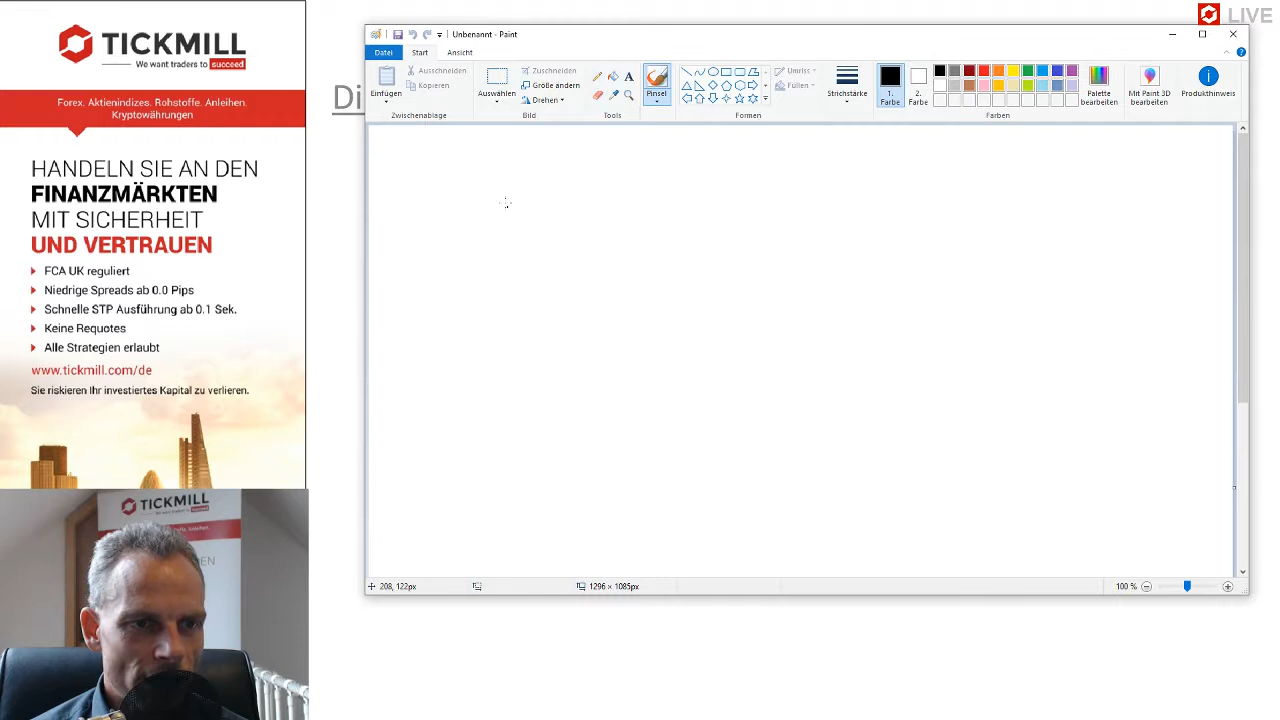 TICKMILL
We want traders to succeed
Forex. Aktienindizes. Rohstoffe. Anleihen.
Kryptowährungen
HANDELN SIE AN DEN
FINANZMÄRKTEN
MIT SICHERHEIT
UND VERTRAUEN
FCA UK reguliert
Niedrige Spreads ab 0.0 Pips
Schnelle STP Ausführung ab 0.1 Sek.
Keine Requotes
Alle Strategien erlaubt
www.tickmill.com/de
Sie riskieren Ihr investiertes Kapital zu verlieren.
TICKMILL
LIVE
Di
Unbenannt - Paint
Datei Start Ansicht
Einfügen
Ausschneiden
Kopieren
Zwischenablage
Auswählen
Zuschneiden
Größe ändern
Drehen
Bild
A
Tools
Pinsel
Umriss
Füllen
Formen
Strichstärke
1. Farbe
2. Farbe
Palette bearbeiten
Farben
Mit Paint 3D bearbeiten
Produkthinweis
208, 122px
1296 × 1085px
100 %